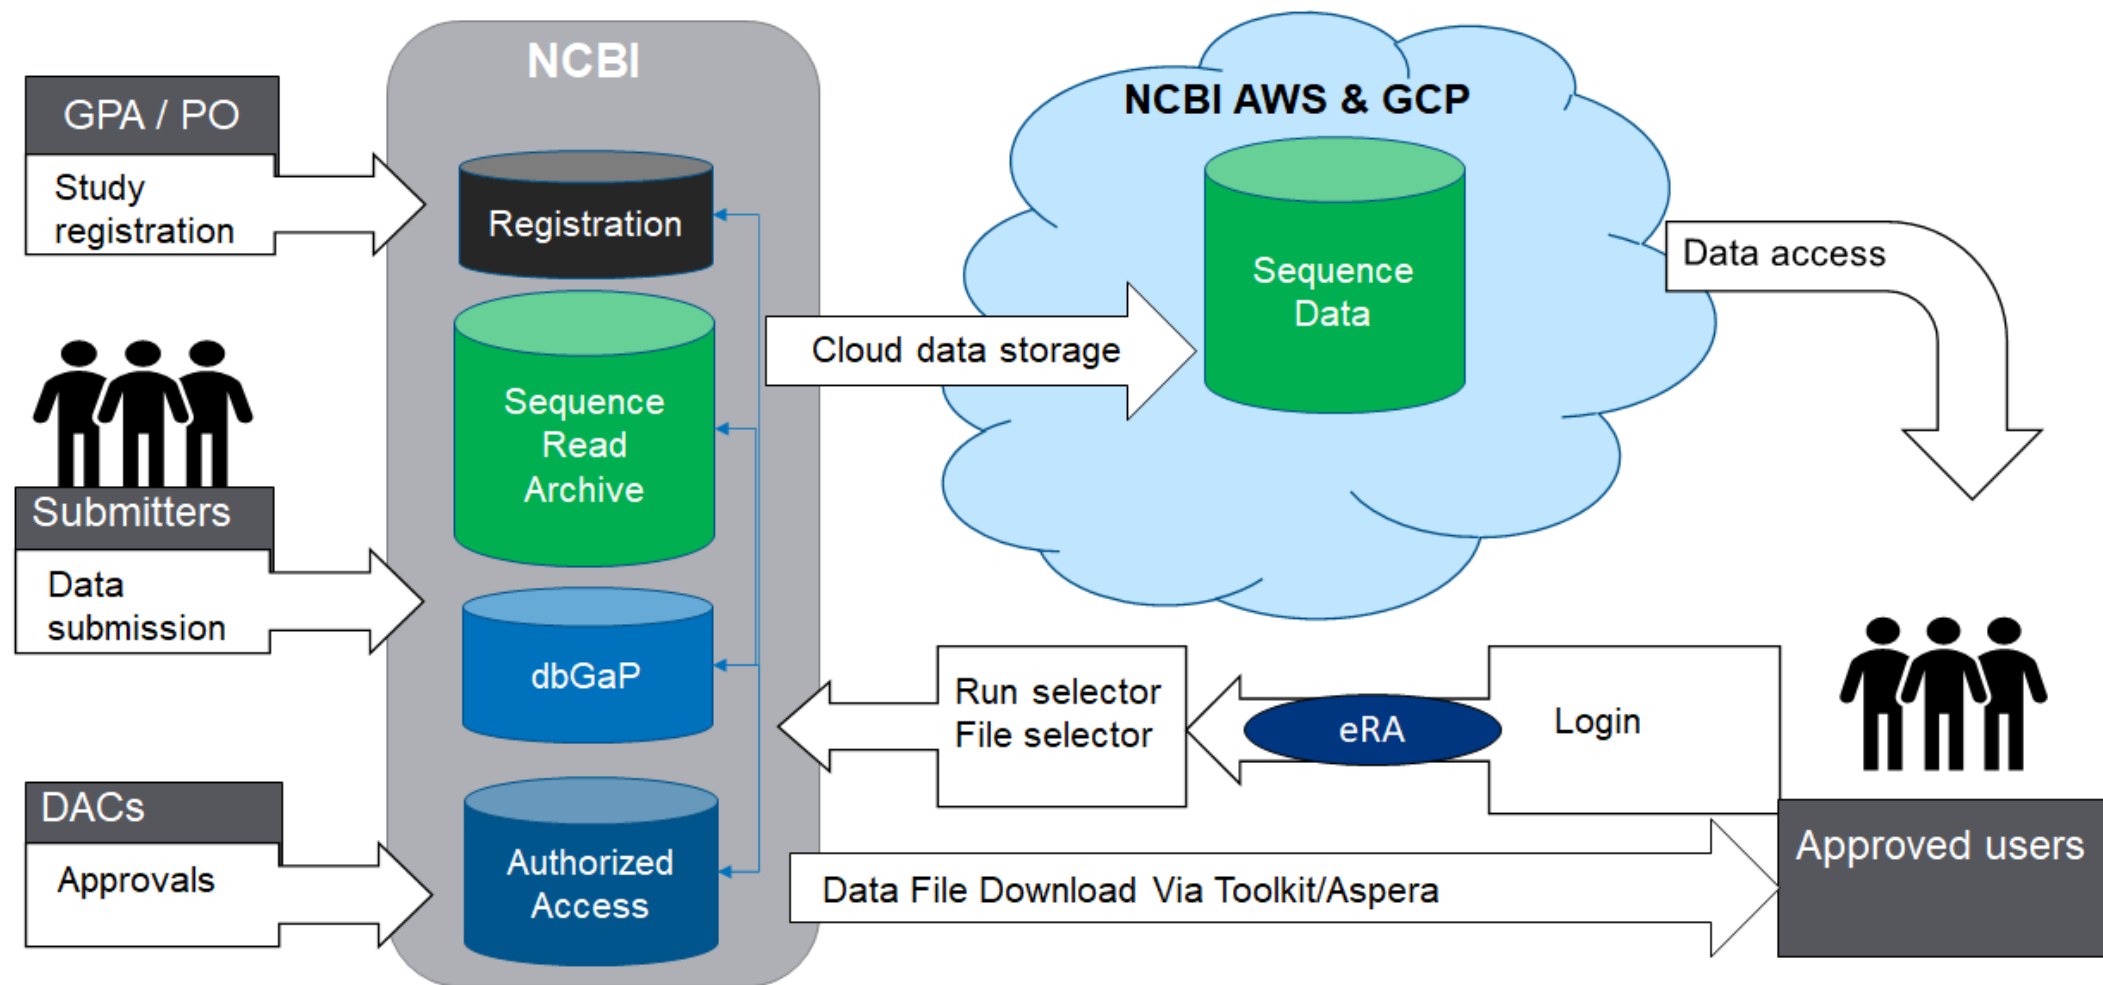 NCBI
GPA / PO
Study
registration
Registration
Sequence
Read
Archive
Submitters
Data
submission
dbGaP
DACs
Approvals
Authorized
Access
NCBI AWS & GCP
Sequence
Data
Cloud data storage
Data access
Run selector
File selector
eRA
Login
Approved users
Data File Download Via Toolkit/Aspera